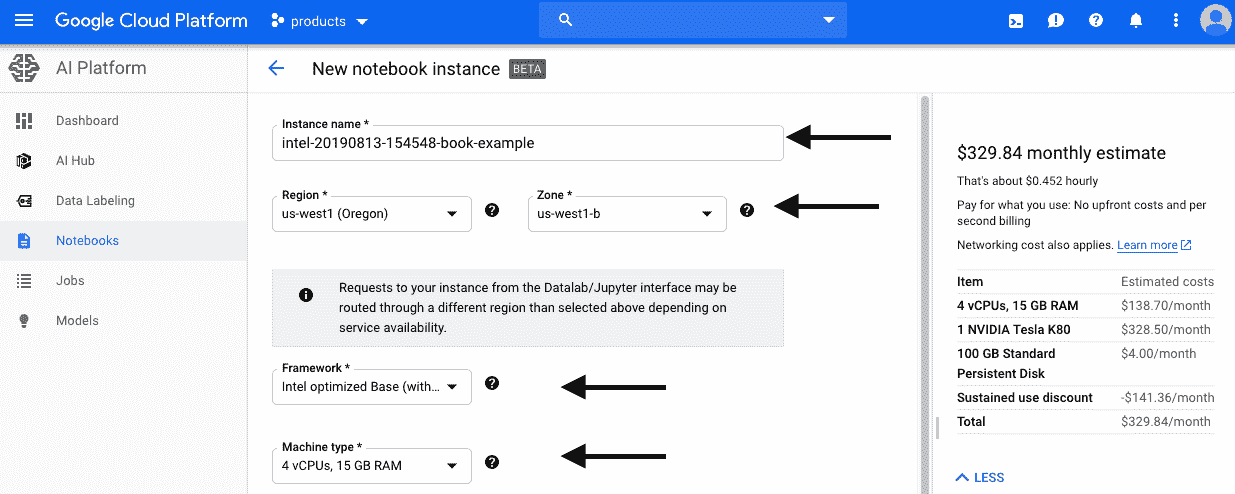 Google Cloud Platform
products
AI Platform
New notebook instance BETA
Dashboard
AI Hub
Data Labeling
Notebooks
Jobs
Models
Instance name *
intel-20190813-154548-book-example
Region *
us-west1 (Oregon)
Zone *
us-west1-b
Requests to your instance from the Datalab/Jupyter interface may be
routed through a different region than selected above depending on
service availability.
Framework *
Intel optimized Base (with...
Machine type *
4 vCPUs, 15 GB RAM
$329.84 monthly estimate
That's about $0.452 hourly
Pay for what you use: No upfront costs and per
second billing
Networking cost also applies. Learn more
Item Estimated costs
4 vCPUs, 15 GB RAM $138.70/month
1 NVIDIA Tesla K80 $328.50/month
100 GB Standard $4.00/month
Persistent Disk
Sustained use discount -$141.36/month
Total $329.84/month
LESS